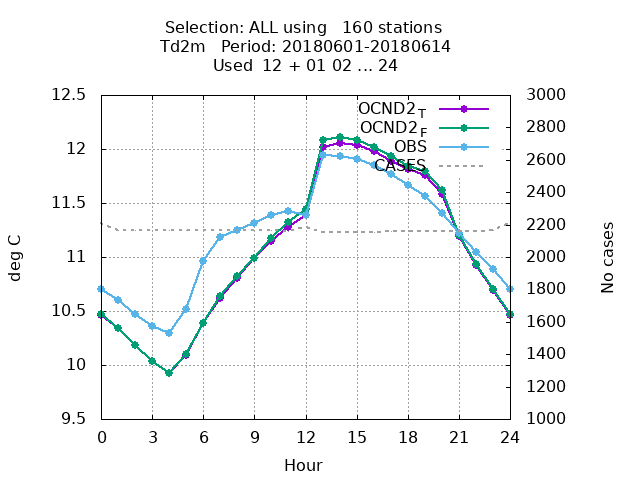 Selection: ALL using   160 stations
Td2m   Period: 20180601-20180614
Used  12 + 01 02 ... 24
12.5
12
11.5
11
10.5
10
9.5
deg C
3000
2800
2600
2400
2200
2000
1800
1600
1400
1200
1000
No cases
OCND2 T
OCND2 F
OBS
CASES
0 3 6 9 12 15 18 21 24
Hour